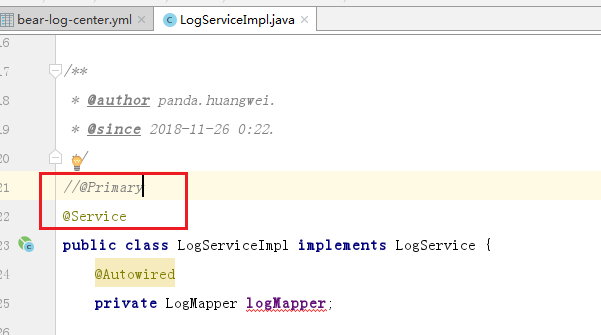 bear-log-center.yml × LogServiceImpl.java ×
16
17 /**
18 * @author panda.huangwei.
19 * @since 2018-11-26 0:22.
20 */
21 //@Primary
22 @Service
23 public class LogServiceImpl implements LogService {
24 @Autowired
25 private LogMapper logMapper;